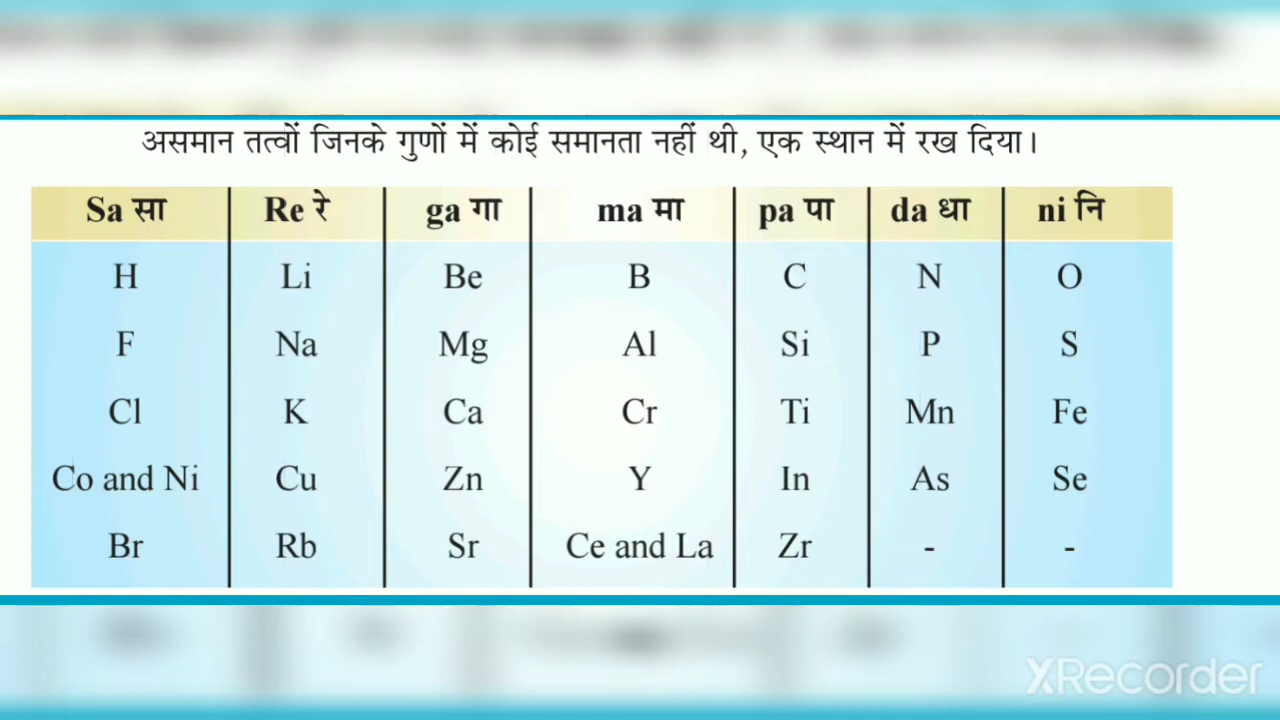 असमान तत्वों जिनके गुणों में कोई समानता नहीं थी, एक स्थान में रख दिया।
Sa सा Re रे ga गा ma मा pa पा da धा ni नि
H Li Be B C N O
F Na Mg Al Si P S
Cl K Ca Cr Ti Mn Fe
Co and Ni Cu Zn Y In As Se
Br Rb Sr Ce and La Zr - -
XRecorder